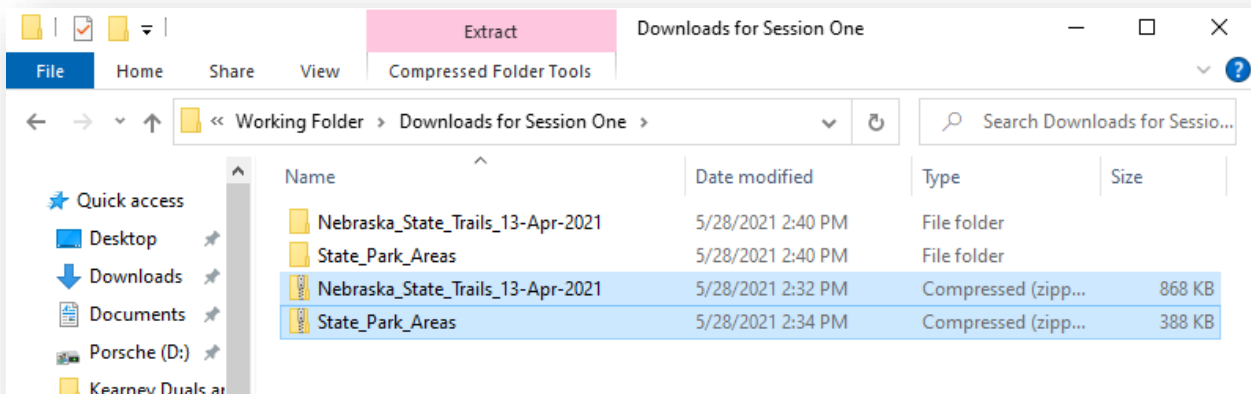 Extract Downloads for Session One
File Home Share View Compressed Folder Tools ?
« Working Folder > Downloads for Session One > Search Downloads for Sessio...
Name Date modified Type Size
Quick access
Nebraska_State_Trails_13-Apr-2021 5/28/2021 2:40 PM File folder
Desktop
State_Park_Areas 5/28/2021 2:40 PM File folder
Downloads
Nebraska_State_Trails_13-Apr-2021 5/28/2021 2:32 PM Compressed (zipp... 868 KB
Documents
State_Park_Areas 5/28/2021 2:34 PM Compressed (zipp... 388 KB
Porsche (D:)
Kearney Duals ar